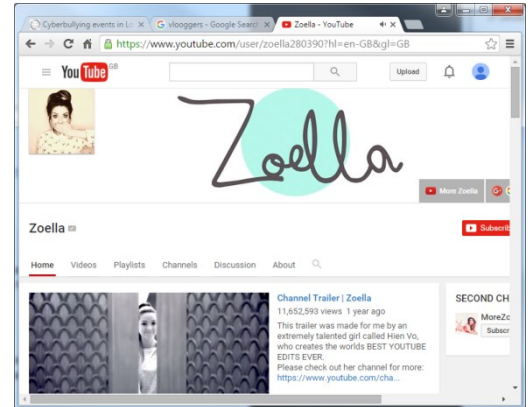 Cyberbullying events in Lo
vlooggers - Google Search
Zoella - YouTube
https://www.youtube.com/user/zoella280390?hl=en-GB&gl=GB
You Tube GB
Upload
Zoella
More Zoella
Zoella
Subscrib
Home Videos Playlists Channels Discussion About
Channel Trailer | Zoella
11,652,593 views 1 year ago
This trailer was made for me by an
extremely talented girl called Hien Vo,
who creates the worlds BEST YOUTUBE
EDITS EVER.
Please check out her channel for more:
https://www.youtube.com/cha...
SECOND CH
MoreZo
Subscr